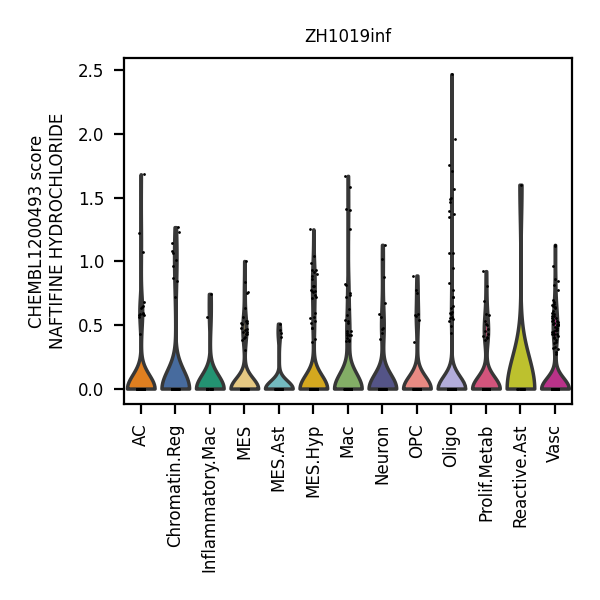 ZH1019inf
CHEMBL1200493 score
NAFTIFINE HYDROCHLORIDE
2.5
2.0
1.5
1.0
0.5
0.0
AC
Chromatin.Reg
Inflammatory.Mac
MES
MES.Ast
MES.Hyp
Mac
Neuron
OPC
Oligo
Prolif.Metab
Reactive.Ast
Vasc